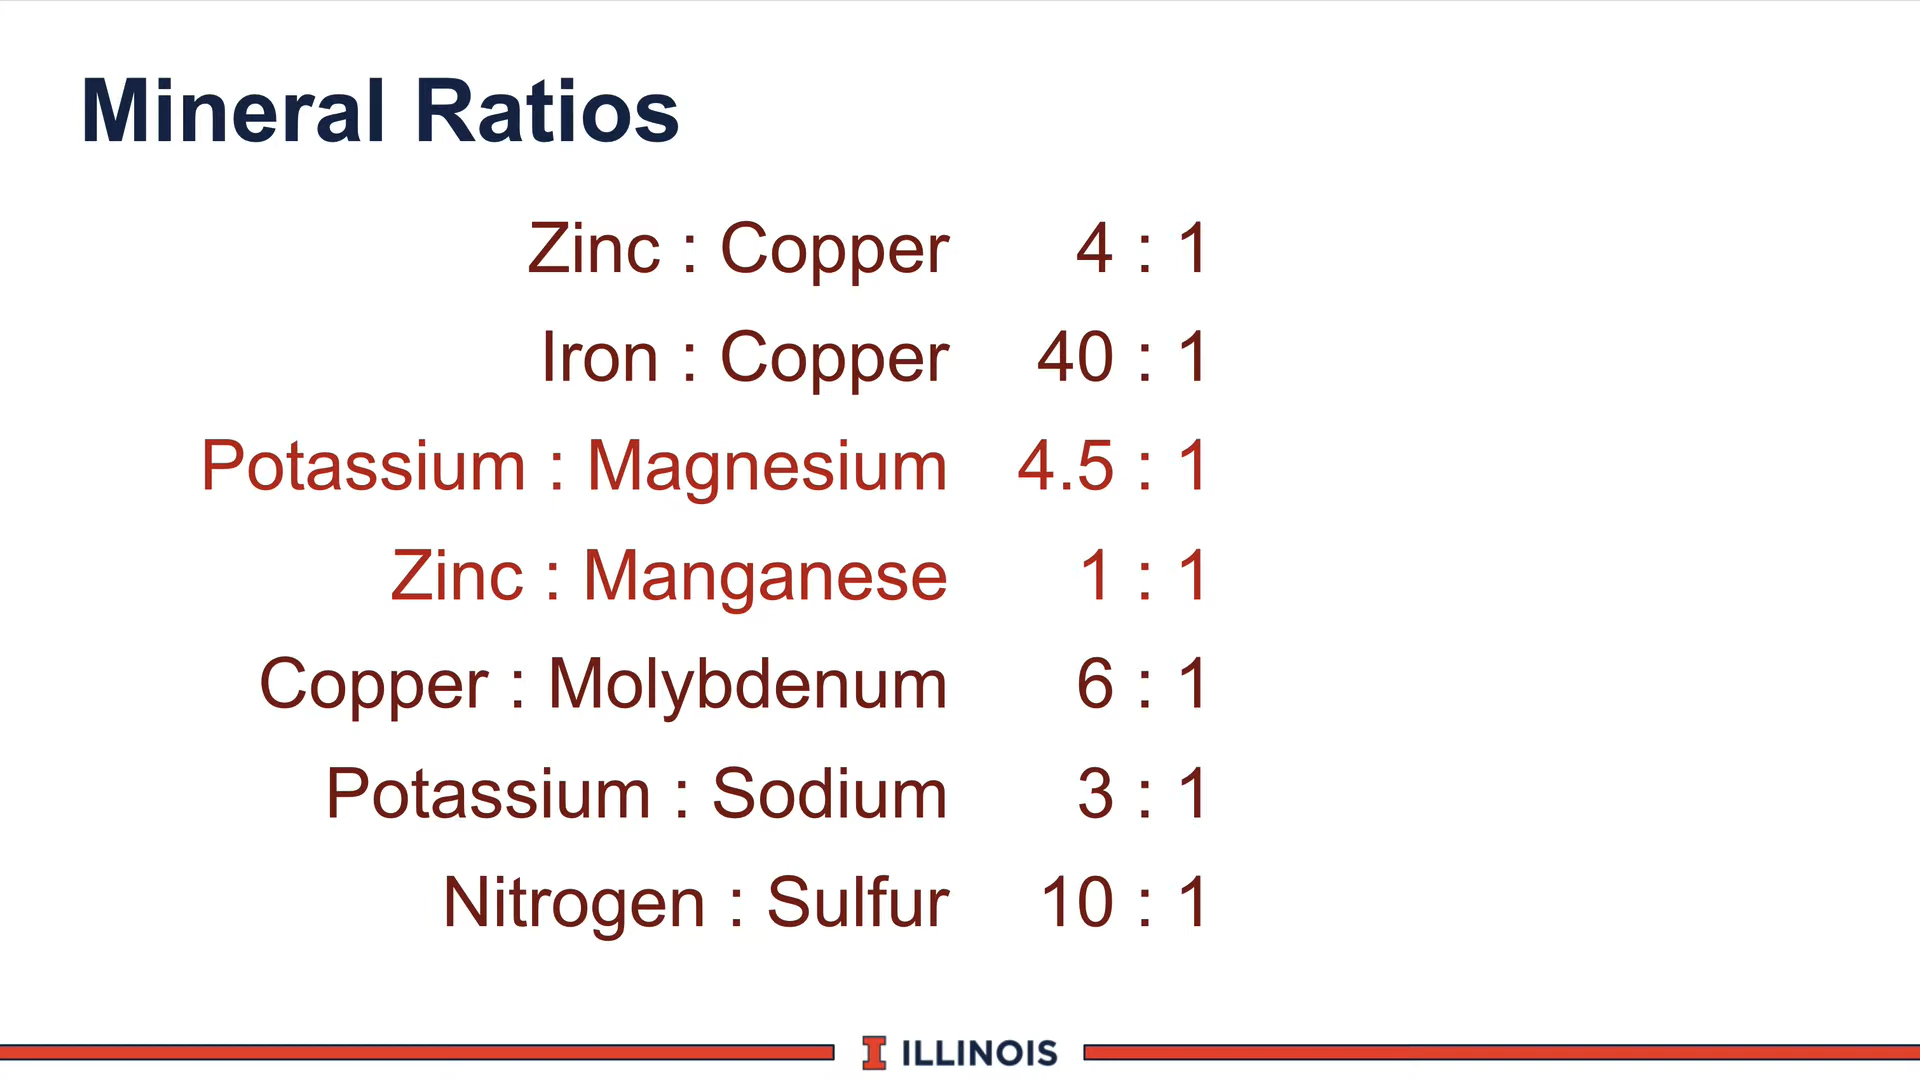 Mineral Ratios
Zinc : Copper 4 : 1
Iron : Copper 40 : 1
Potassium : Magnesium 4.5 : 1
Zinc : Manganese 1 : 1
Copper : Molybdenum 6 : 1
Potassium : Sodium 3 : 1
Nitrogen : Sulfur 10 : 1
I ILLINOIS